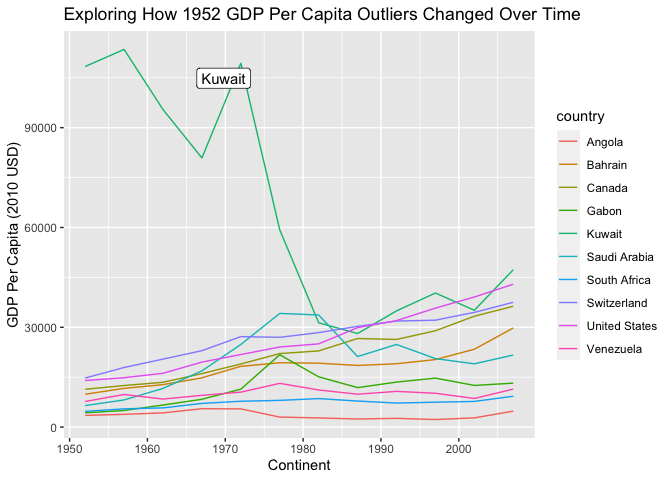 Exploring How 1952 GDP Per Capita Outliers Changed Over Time
GDP Per Capita (2010 USD)
90000
60000
30000
0
Kuwait
1950
1960
1970
1980
1990
2000
Continent
country
Angola
Bahrain
Canada
Gabon
Kuwait
Saudi Arabia
South Africa
Switzerland
United States
Venezuela